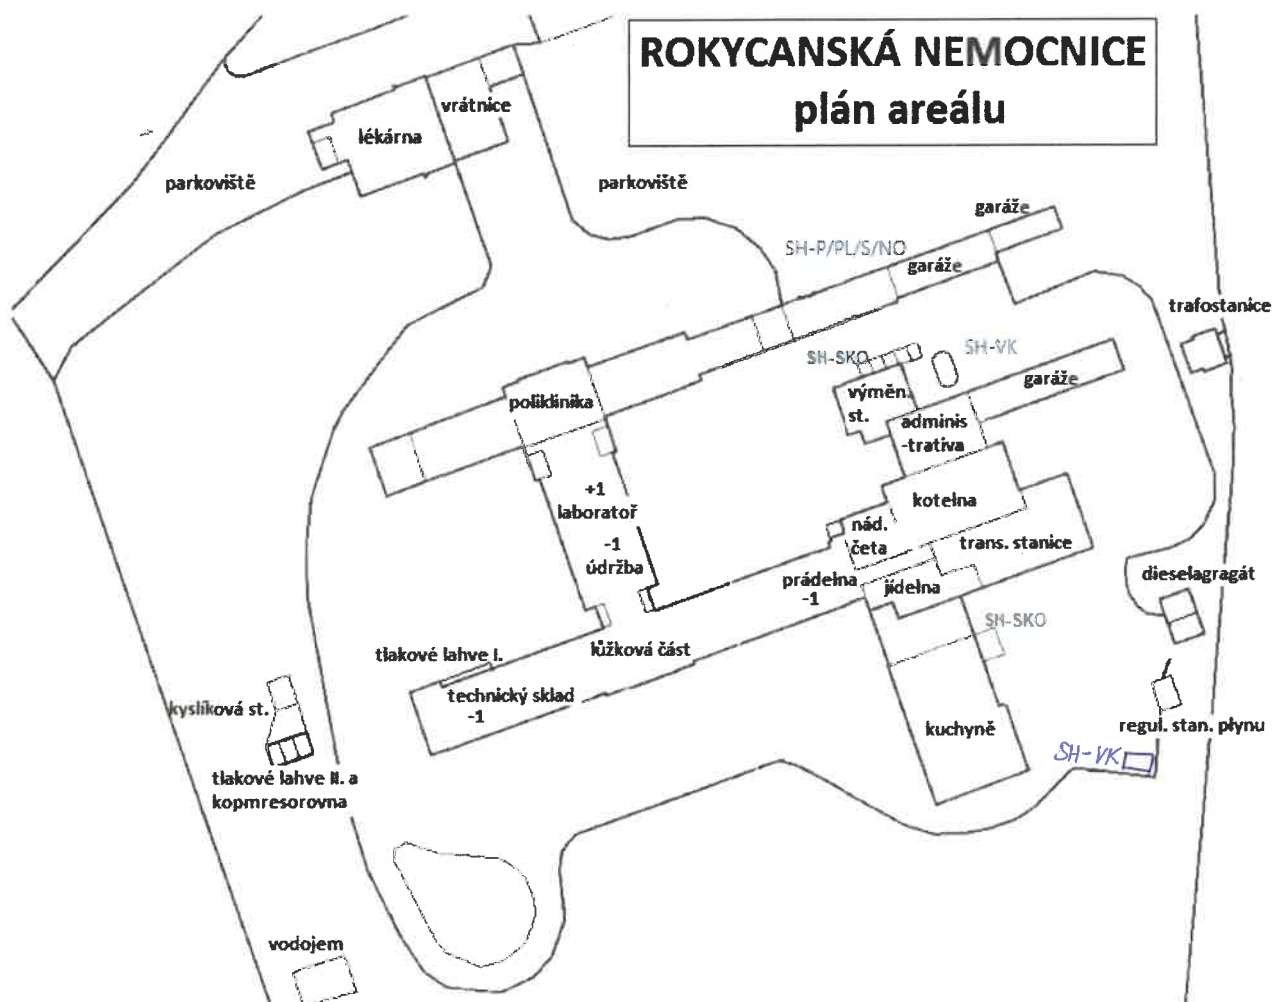 ROKYCANSKÁ NEMOCNICE
plán areálu
vrátnice
lékárna
parkoviště
parkoviště
garáže
SH-P/PL/S/NO
garáže
trafostanice
SH-SKO
SH-VK
garáže
výměn.
st.
poliklinika
adminis
-trativa
+1
laboratoř
kotelna
nád.
četa
-1
údržba
trans. stanice
prádelna
-1
jídelna
dieselagragát
SH-SKO
lůžková část
tlakové lahve I.
technický sklad
-1
kyslíková st.
kuchyně
regul. stan. plynu
SH-VK
tlakové lahve II. a
kopmresorovna
vodojem